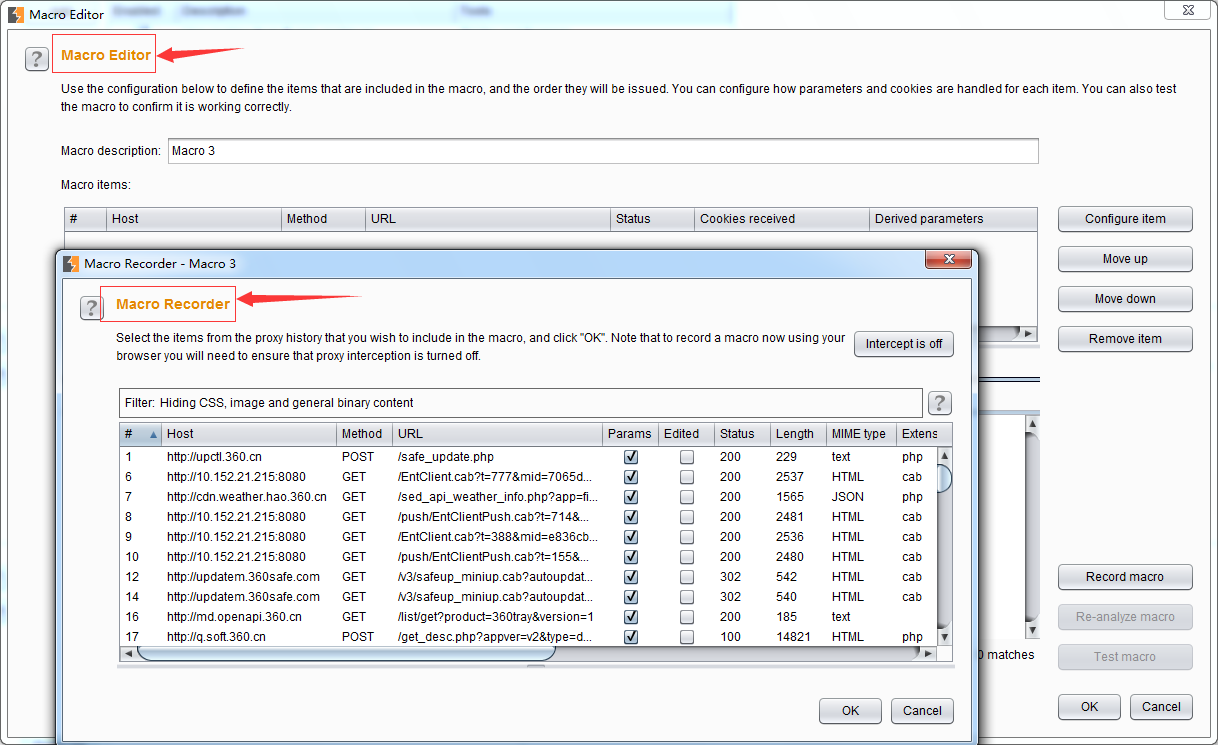 Macro Editor
Enabled Description Tools
? Macro Editor
Use the configuration below to define the items that are included in the macro, and the order they will be issued. You can configure how parameters and cookies are handled for each item. You can also test
the macro to confirm it is working correctly.
Macro description: Macro 3
Macro items:
# Host Method URL Status Cookies received Derived parameters
Configure item
Move up
Move down
Remove item
Macro Recorder - Macro 3
? Macro Recorder
Select the items from the proxy history that you wish to include in the macro, and click "OK". Note that to record a macro now using your
browser you will need to ensure that proxy interception is turned off.
Intercept is off
Filter: Hiding CSS, image and general binary content ?
# Host Method URL Params Edited Status Length MIME type Extens
1 http://upctl.360.cn POST /safe_update.php 200 229 text php
6 http://10.152.21.215:8080 GET /EntClient.cab?t=777&mid=7065d... 200 2537 HTML cab
7 http://cdn.weather.hao.360.cn GET /sed_api_weather_info.php?app=fi... 200 1565 JSON php
8 http://10.152.21.215:8080 GET /push/EntClientPush.cab?t=714&... 200 2481 HTML cab
9 http://10.152.21.215:8080 GET /EntClient.cab?t=388&mid=e836cb... 200 2536 HTML cab
10 http://10.152.21.215:8080 GET /push/EntClientPush.cab?t=155&... 200 2480 HTML cab
12 http://updatem.360safe.com GET /v3/safeup_miniup.cab?autoupdat... 302 542 HTML cab
14 http://updatem.360safe.com GET /v3/safeup_miniup.cab?autoupdat... 302 540 HTML cab
16 http://md.openapi.360.cn GET /list/get?product=360tray&version=1 200 185 text
17 http://q.soft.360.cn POST /get_desc.php?appver=v2&type=d... 100 14821 HTML php
OK Cancel
Record macro
Re-analyze macro
0 matches
Test macro
OK Cancel